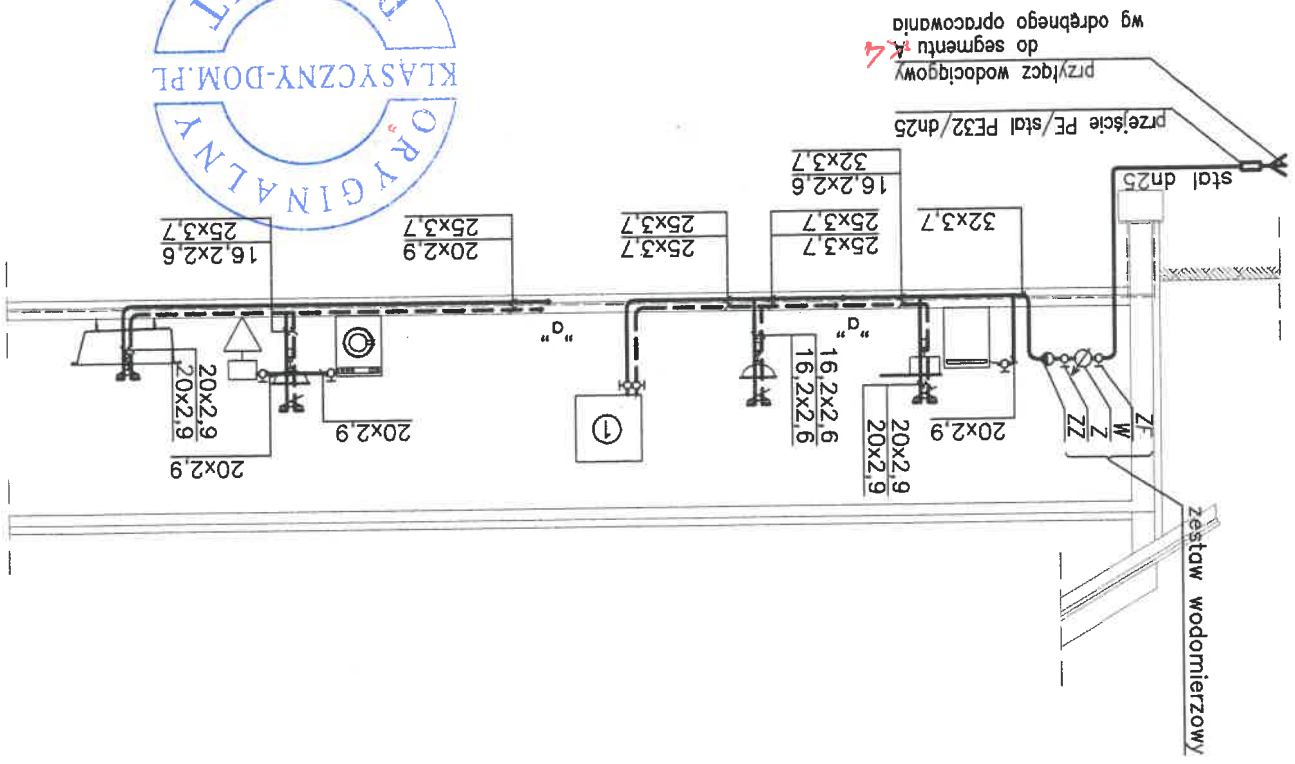 zestaw wodomierzowy
ZF
W
Z
ZZ
20x2,9
20x2,9
20x2,9
16,2x2,6
16,2x2,6
1
20x2,9
20x2,9
20x2,9
20x2,9
"a"
"a"
stal dn25
32x3,7
16,2x2,6
32x3,7
25x3,7
25x3,7
25x3,7
25x3,7
20x2,9
25x3,7
16,2x2,6
25x3,7
przejście PE/stal PE32/dn25
przyłącz wodociągowy
do segmentu A
wg odrębnego opracowania
ORYGINALNY
KLASYCZNY-DOM.PL